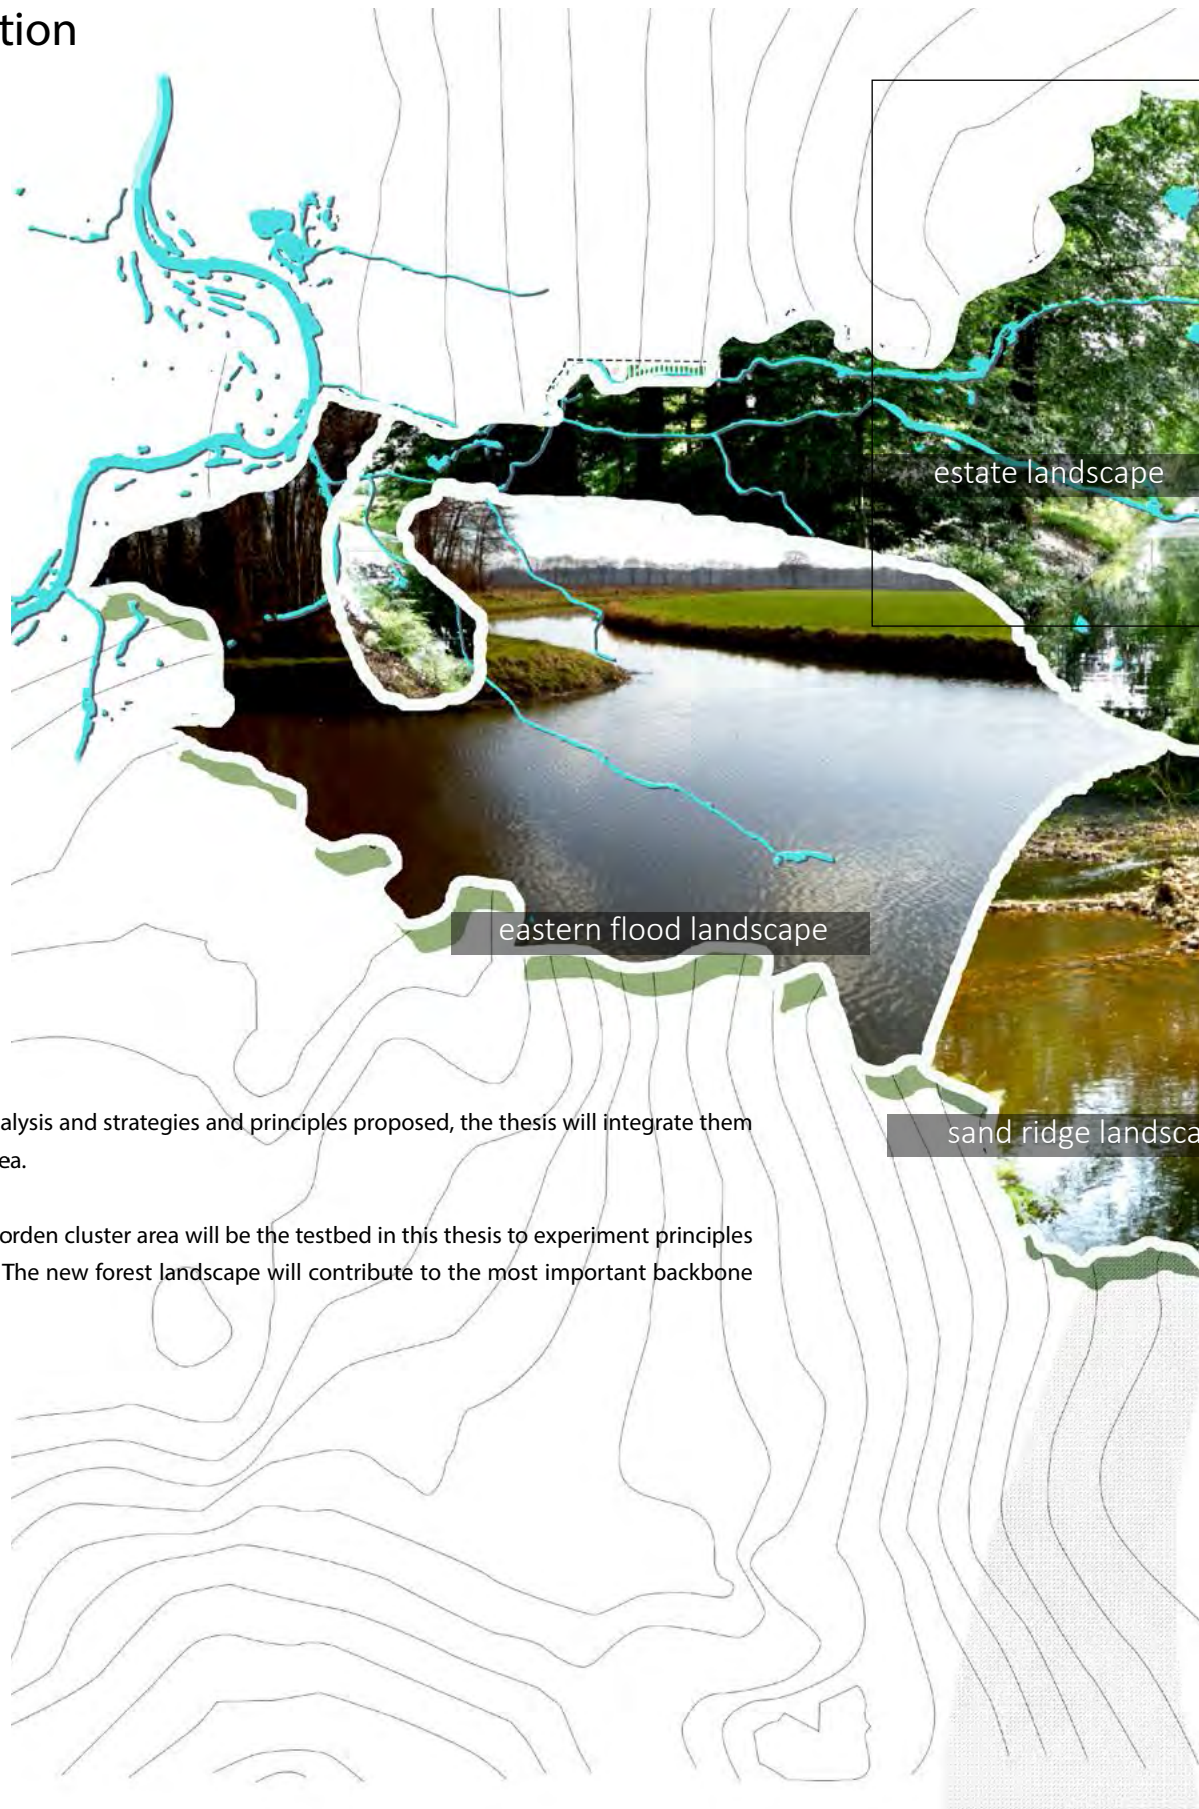 tion
estate landscape
eastern flood landscape
alysis and strategies and principles proposed, the thesis will integrate them
sand ridge landsca
ea.
orden cluster area will be the testbed in this thesis to experiment principles
The new forest landscape will contribute to the most important backbone